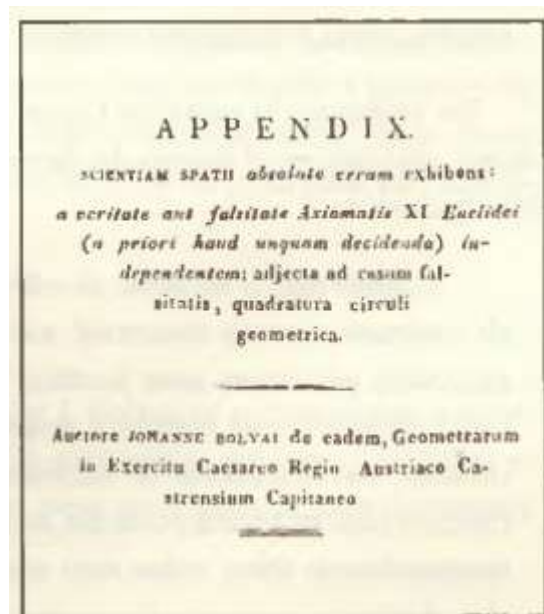 APPENDIX.
SCIENTIAM SPATII absolute veram exhibens:
a veritate aut falsitate Axiomatis XI Euclidei
(a priori haud unquam decidenda) in-
dependentem; adjecta ad casum fal-
sitatis, quadratura circuli
geometrica.
Auctore JOHANNE BOLYAI de eadem, Geometrarum
in Exercitu Caesareo Regio Austriaco Ca-
strensium Capitaneo